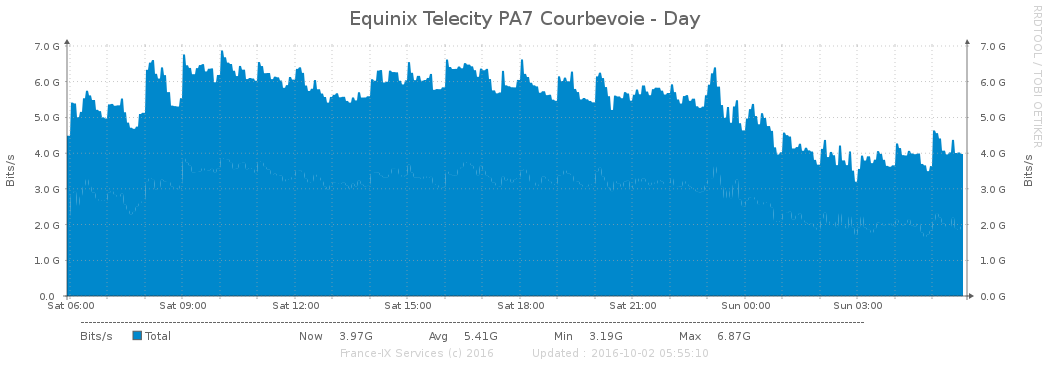 Equinix Telecity PA7 Courbevoie - Day
RRDTOOL / TOBI OETIKER
Bits/s
7.0 G 7.0 G
6.0 G 6.0 G
5.0 G 5.0 G
4.0 G 4.0 G
3.0 G 3.0 G
2.0 G 2.0 G
1.0 G 1.0 G
0.0 0.0 G
Bits/s
Sat 06:00 Sat 09:00 Sat 12:00 Sat 15:00 Sat 18:00 Sat 21:00 Sun 00:00 Sun 03:00
Bits/s Total Now 3.97G Avg 5.41G Min 3.19G Max 6.87G
France-IX Services (c) 2016 Updated : 2016-10-02 05:55:10